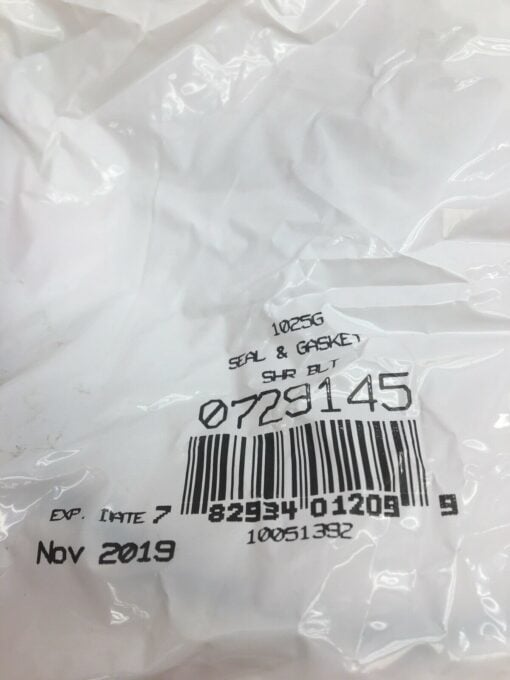 1025G
SEAL & GASKET
SHR BLT
0729145
7 82934 01209 9
EXP. DATE
10051392
Nov 2019